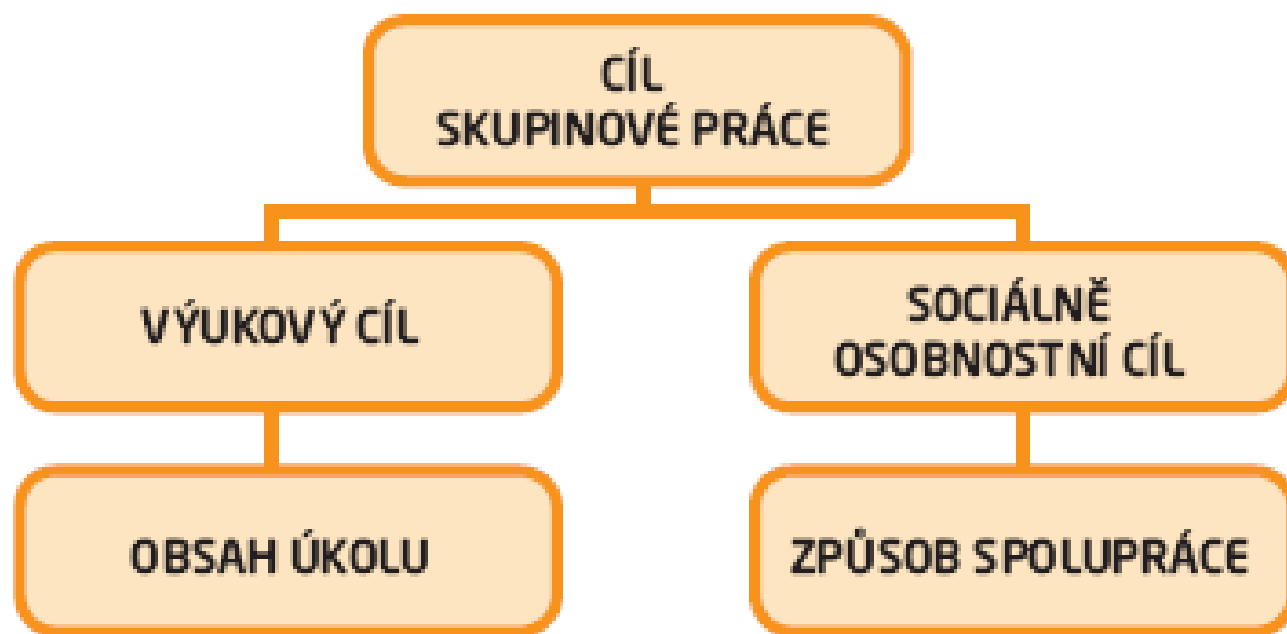 CÍL
SKUPINOVÉ PRÁCE
VÝUKOVÝ CÍL
SOCIÁLNĚ
OSOBNOSTNÍ CÍL
OBSAH ÚKOLU
ZPŮSOB SPOLUPRÁCE